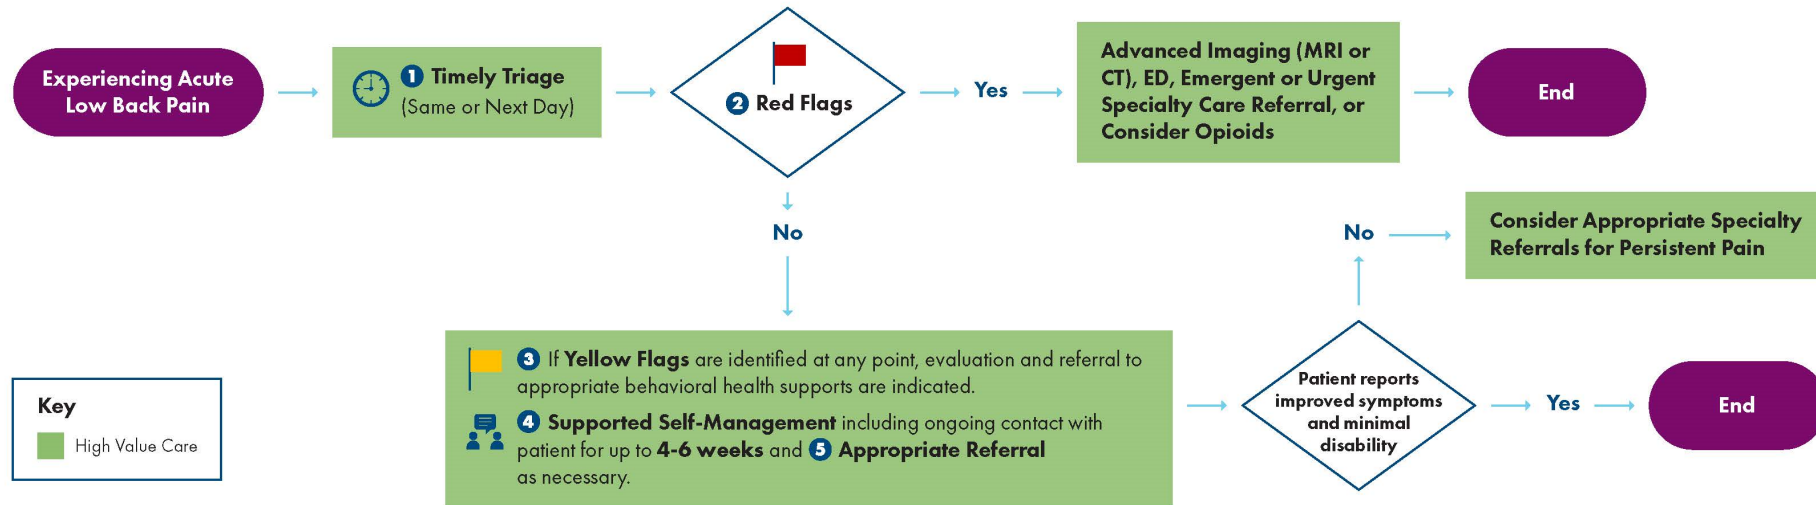 Experiencing Acute
Low Back Pain
1 Timely Triage
(Same or Next Day)
2 Red Flags
Yes
Advanced Imaging (MRI or
CT), ED, Emergent or Urgent
Specialty Care Referral, or
Consider Opioids
End
No
3 If Yellow Flags are identified at any point, evaluation and referral to
appropriate behavioral health supports are indicated.
4 Supported Self-Management including ongoing contact with
patient for up to 4-6 weeks and 5 Appropriate Referral
as necessary.
Patient reports
improved symptoms
and minimal
disability
No
Consider Appropriate Specialty
Referrals for Persistent Pain
Yes
End
Key
High Value Care